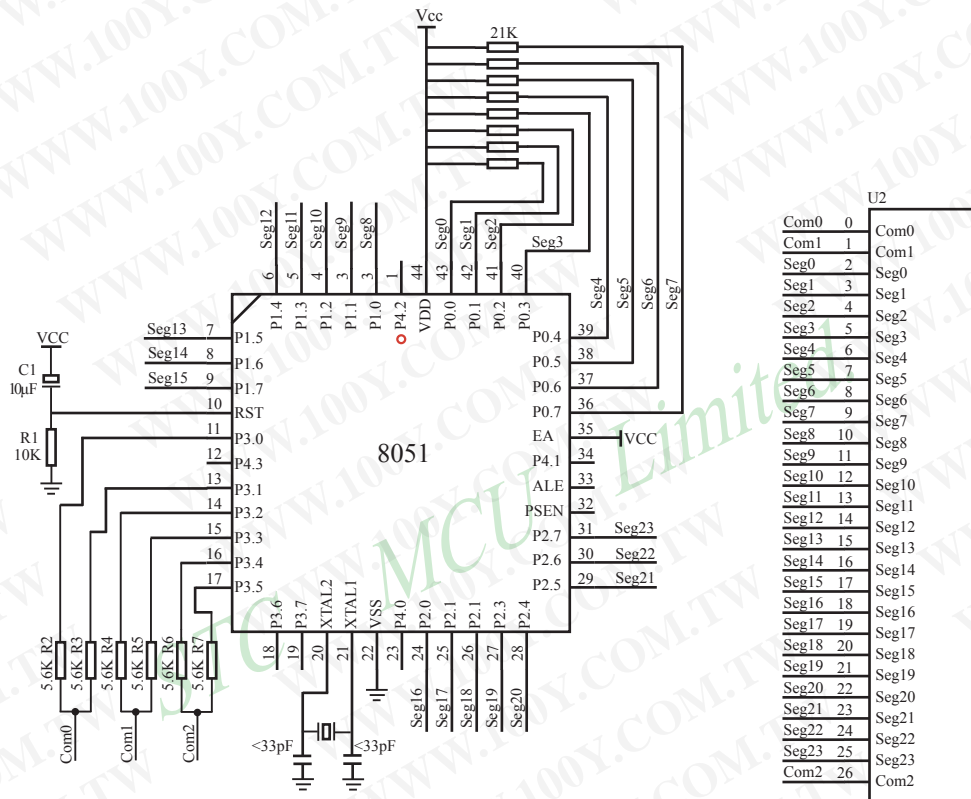 Vcc
21K
Seg12
Seg11
Seg10
Seg9
Seg8
Seg0
Seg1
Seg2
Seg3
Seg4
Seg5
Seg6
Seg7
6
5
4
3
3
1
44
43
42
41
40
P1.4
P1.3
P1.2
P1.1
P1.0
P4.2
VDD
P0.0
P0.1
P0.2
P0.3
Seg13 7 P1.5
Seg14 8 P1.6
Seg15 9 P1.7
10 RST
11 P3.0
12 P4.3
13 P3.1
14 P3.2
15 P3.3
16 P3.4
17 P3.5
VCC
C1
10μF
R1
10K
8051
P0.4 39
P0.5 38
P0.6 37
P0.7 36
EA 35 VCC
P4.1 34
ALE 33
PSEN 32
P2.7 31 Seg23
P2.6 30 Seg22
P2.5 29 Seg21
P3.6
P3.7
XTAL2
XTAL1
VSS
P4.0
P2.0
P2.1
P2.1
P2.3
P2.4
18
19
20
21
22
23
24
25
26
27
28
Seg16
Seg17
Seg18
Seg19
Seg20
5.6K R2
5.6K R3
5.6K R4
5.6K R5
5.6K R6
5.6K R7
Com0
Com1
Com2
<33pF
<33pF
U2
Com0 0 Com0
Com1 1 Com1
Seg0 2 Seg0
Seg1 3 Seg1
Seg2 4 Seg2
Seg3 5 Seg3
Seg4 6 Seg4
Seg5 7 Seg5
Seg6 8 Seg6
Seg7 9 Seg7
Seg8 10 Seg8
Seg9 11 Seg9
Seg10 12 Seg10
Seg11 13 Seg11
Seg12 14 Seg12
Seg13 15 Seg13
Seg14 16 Seg14
Seg15 17 Seg15
Seg16 18 Seg16
Seg17 19 Seg17
Seg18 20 Seg18
Seg19 21 Seg19
Seg20 22 Seg20
Seg21 23 Seg21
Seg22 24 Seg22
Seg23 25 Seg23
Com2 26 Com2
STC MCU Limited.
WWW.100Y.COM.TW